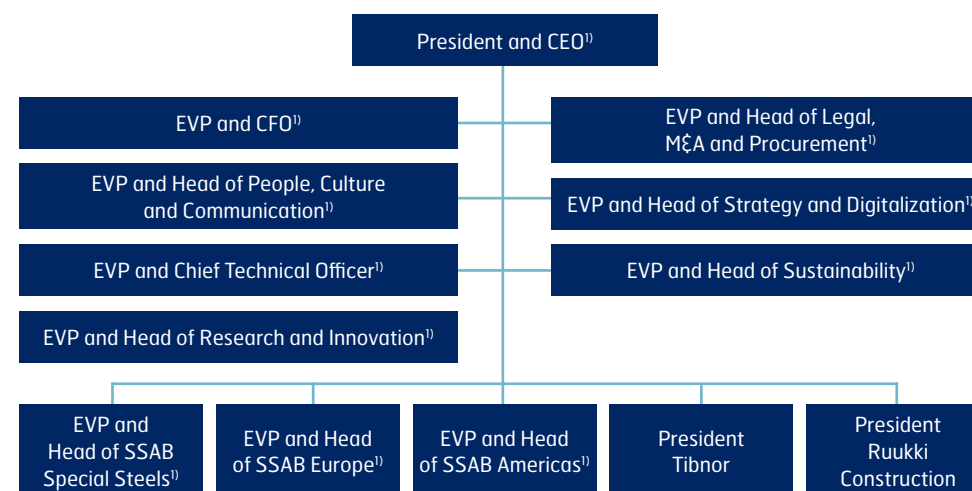 President and CEO¹⁾
EVP and CFO¹⁾
EVP and Head of Legal,
M&A and Procurement¹⁾
EVP and Head of People, Culture
and Communication¹⁾
EVP and Head of Strategy and Digitalization¹⁾
EVP and Chief Technical Officer¹⁾
EVP and Head of Sustainability¹⁾
EVP and Head of Research and Innovation¹⁾
EVP and
Head of SSAB
Special Steels¹⁾
EVP and Head
of SSAB Europe¹⁾
EVP and Head
of SSAB Americas¹⁾
President
Tibnor
President
Ruukki
Construction